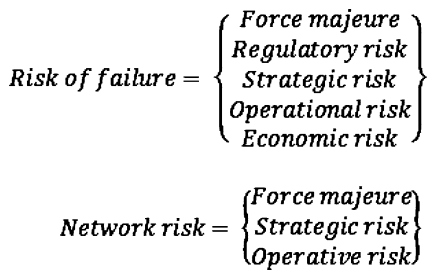 Force majeure
Regulatory risk
Risk of failure = { Strategic risk }
Operational risk
Economic risk
Force majeure
Network risk = { Strategic risk }
Operative risk